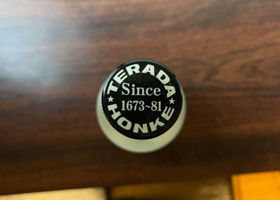 TERADA
Since
1673~81
HONKE